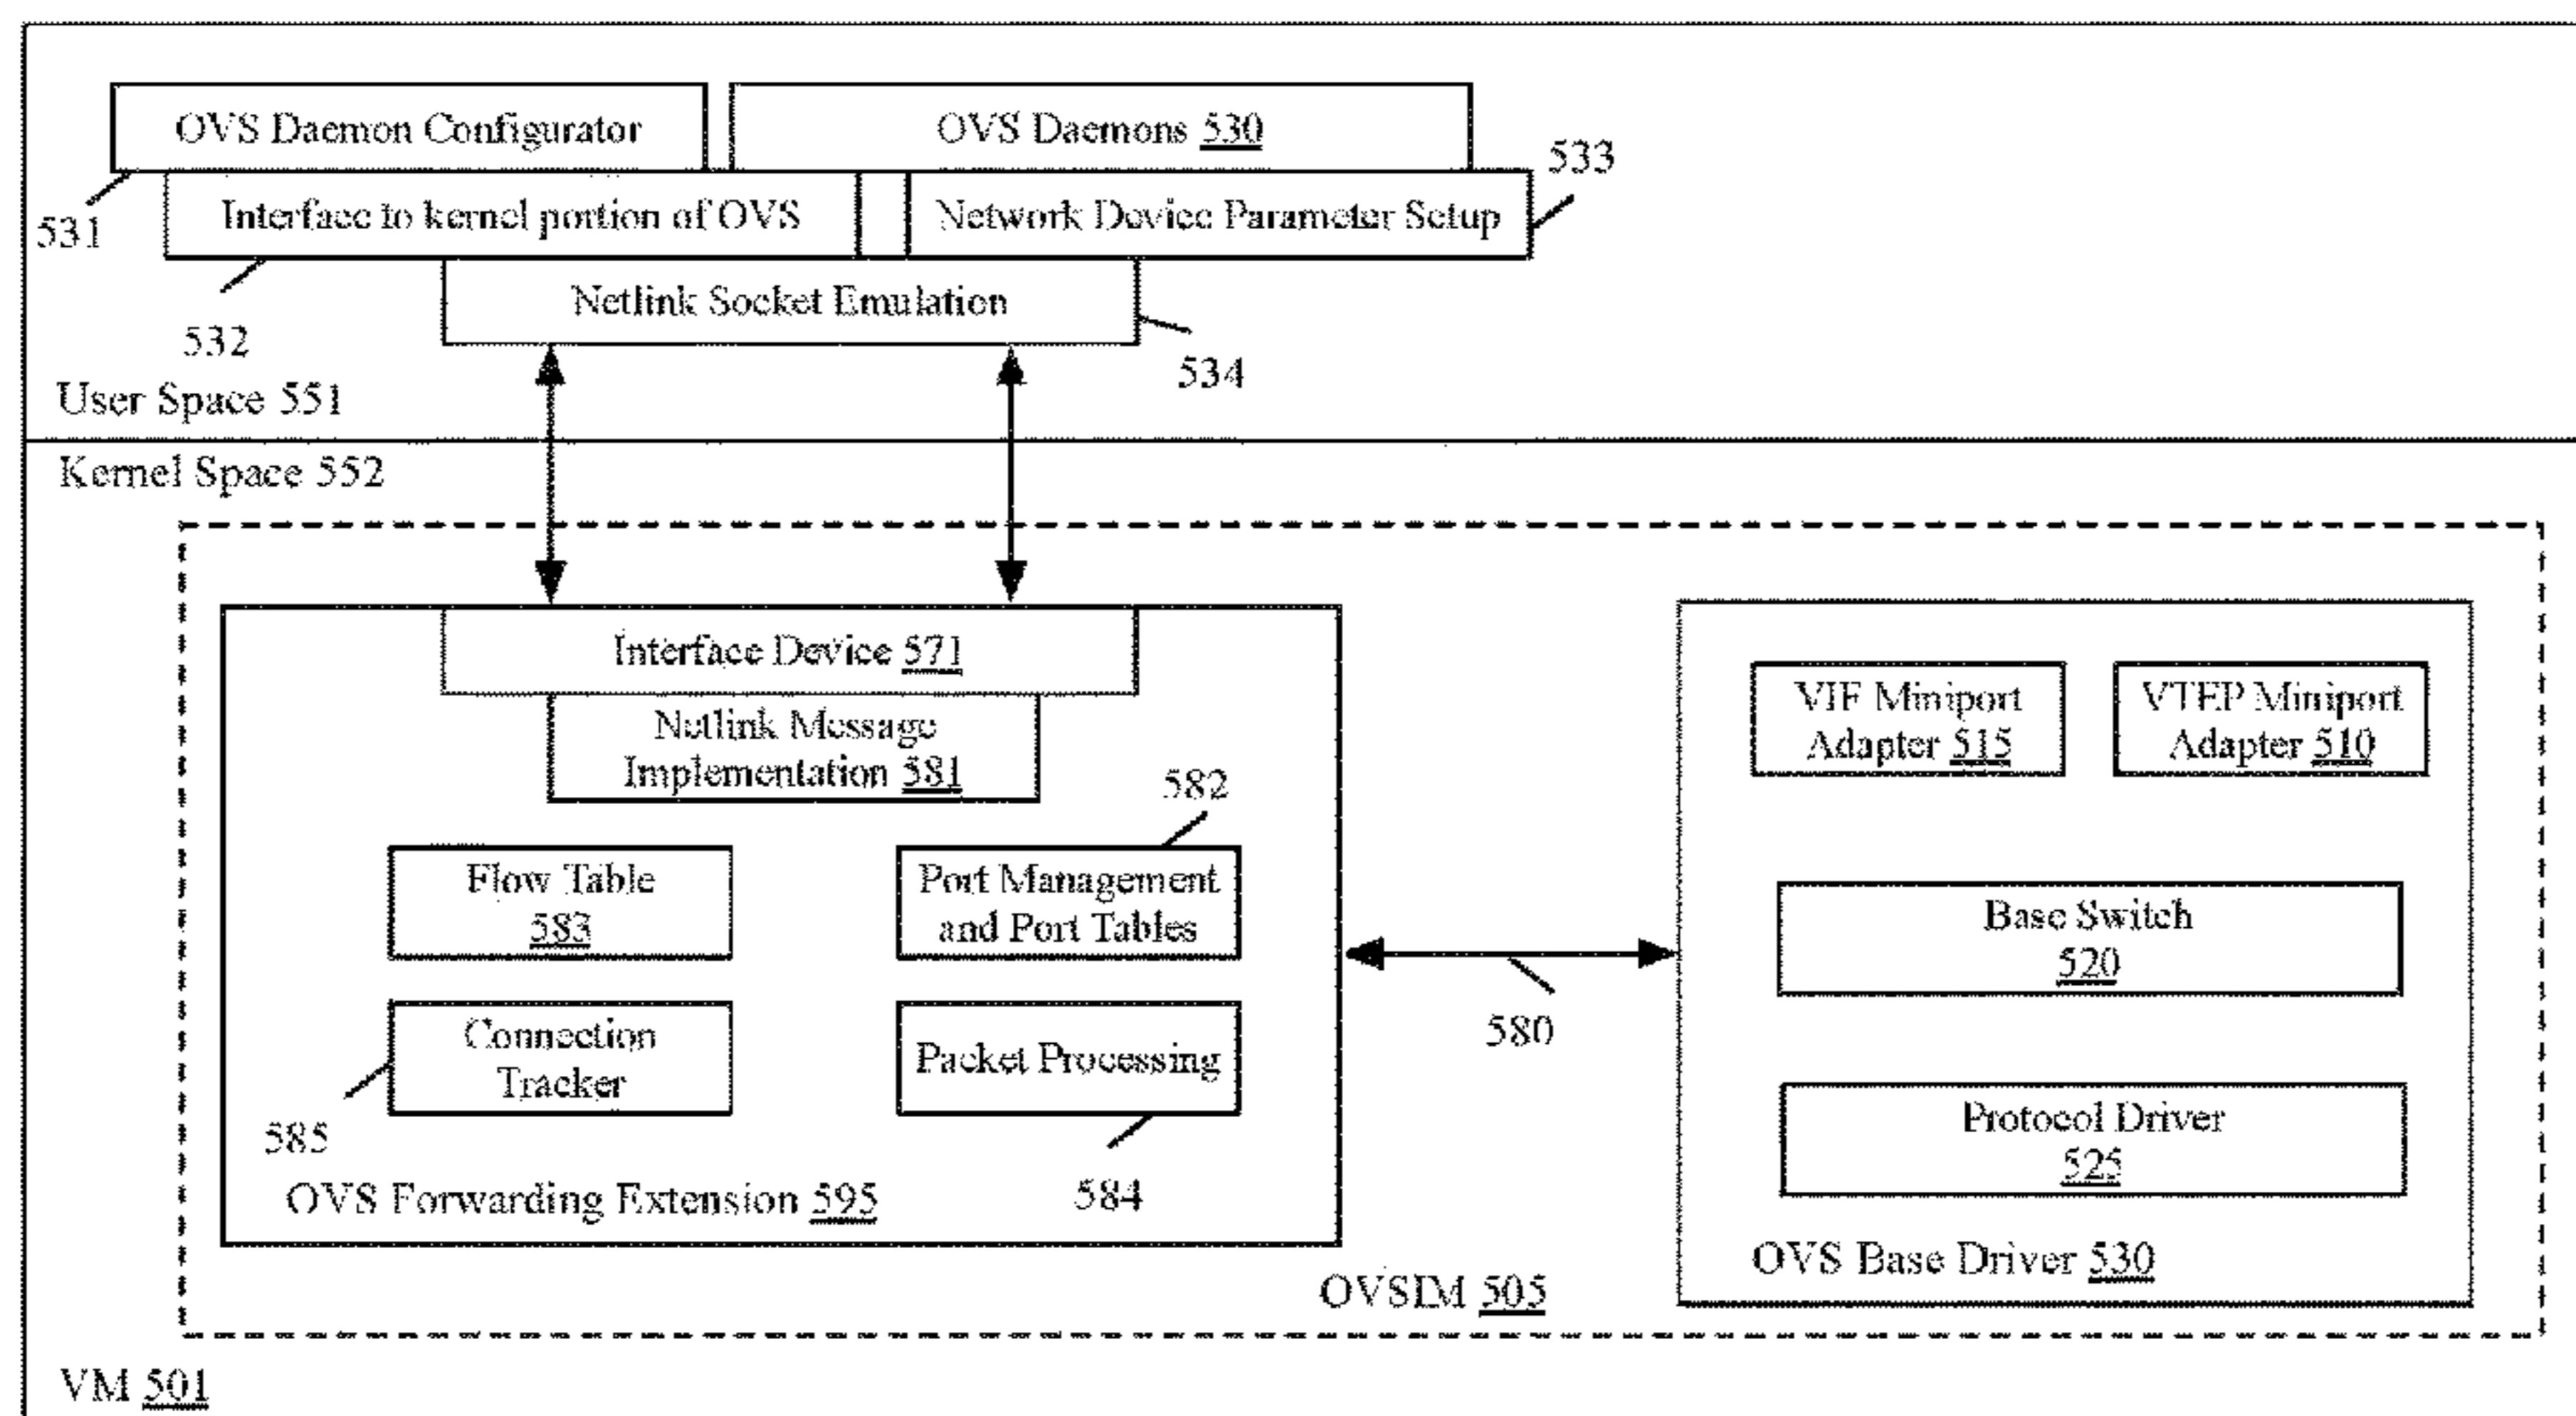 OVS Daemon Configurator
OVS Daemons 530
533
531
Interface to kernel portion of OVS
Network Device Parameter Setup
532
Netlink Socket Emulation
534
User Space 551
Kernel Space 552
Interface Device 571
Netlink Message
Implementation 581
582
Flow Table
583
Port Management
and Port Tables
Connection
Tracker
585
Packet Processing
584
OVS Forwarding Extension 595
580
VIF Miniport
Adapter 515
VTEP Miniport
Adapter 510
Base Switch
520
Protocol Driver
525
OVS Base Driver 530
OVSIM 505
VM 501